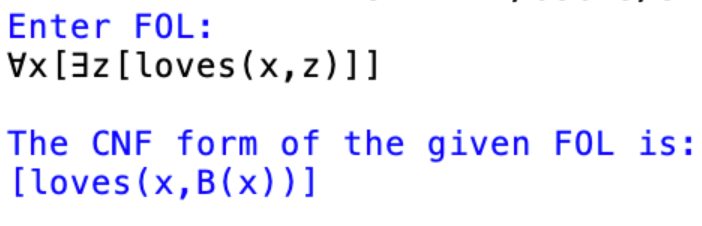 Enter FOL:
∀x[∃z[loves(x,z)]]
The CNF form of the given FOL is:
[loves(x,B(x))]